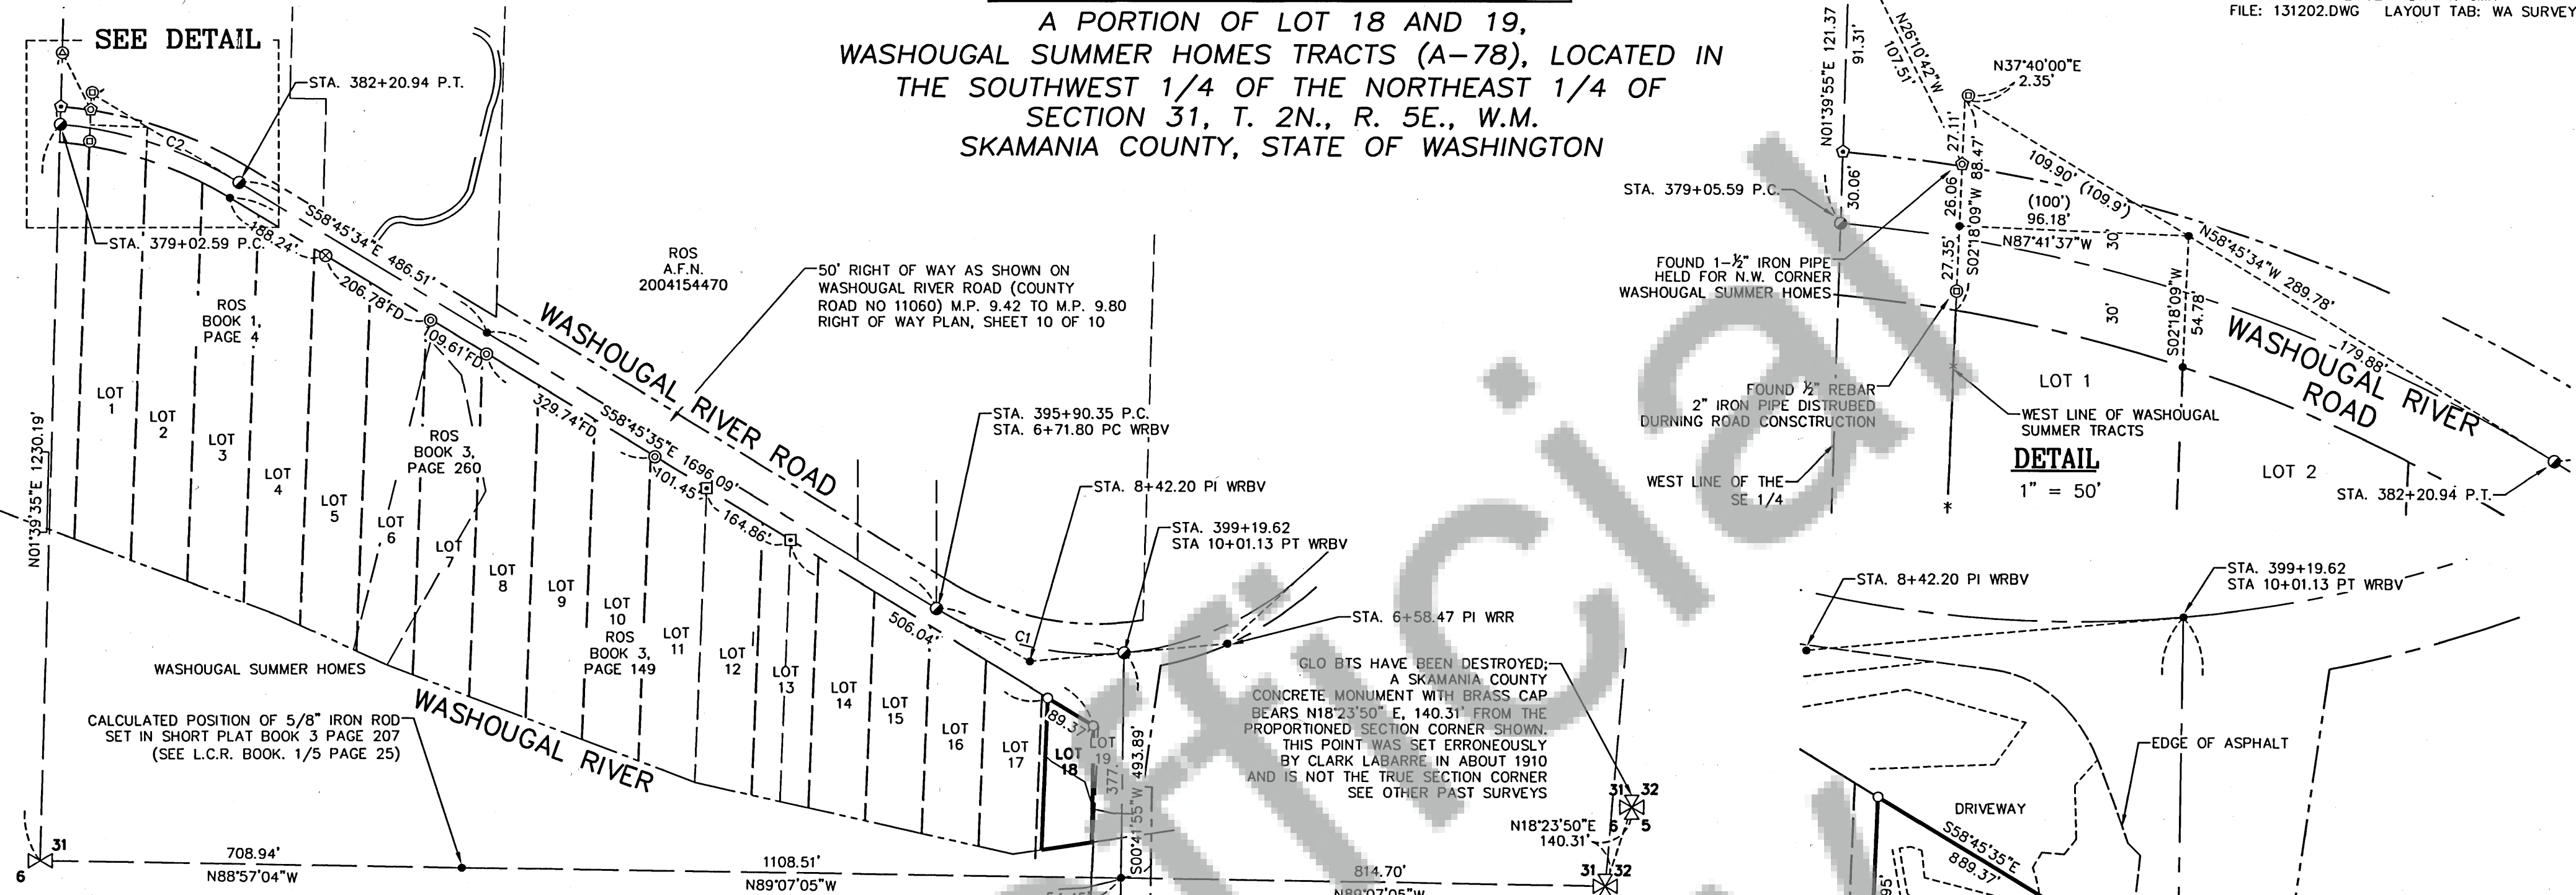 A PORTION OF LOT 18 AND 19,
WASHOUGAL SUMMER HOMES TRACTS (A-78), LOCATED IN
THE SOUTHWEST 1/4 OF THE NORTHEAST 1/4 OF
SECTION 31, T. 2N., R. 5E., W.M.
SKAMANIA COUNTY, STATE OF WASHINGTON
FILE: 131202.DWG LAYOUT TAB: WA SURVEY
SEE DETAIL
STA. 382+20.94 P.T.
C2
STA. 379+02.59 P.C.
188.24'
S58°45'34"E 486.51'
206.78'FD
09.61'FD
329.74'FD
S58°45'35"E 1696.09'
101.45'
164.86'
506.04'
ROS
BOOK 1,
PAGE 4
ROS
A.F.N.
2004154470
50' RIGHT OF WAY AS SHOWN ON
WASHOUGAL RIVER ROAD (COUNTY
ROAD NO 11060) M.P. 9.42 TO M.P. 9.80
RIGHT OF WAY PLAN, SHEET 10 OF 10
WASHOUGAL RIVER ROAD
STA. 395+90.35 P.C.
STA. 6+71.80 PC WRBV
STA. 8+42.20 PI WRBV
STA. 399+19.62
STA 10+01.13 PT WRBV
STA. 6+58.47 PI WRR
C1
LOT
1
LOT
2
LOT
3
LOT
4
LOT
5
LOT
6
LOT
7
LOT
8
LOT
9
LOT
10
LOT
11
LOT
12
LOT
13
LOT
14
LOT
15
LOT
16
LOT
17
LOT
18
LOT
19
ROS
BOOK 3,
PAGE 260
ROS
BOOK 3,
PAGE 149
N01°39'35"E 1230.19'
WASHOUGAL SUMMER HOMES
WASHOUGAL RIVER
CALCULATED POSITION OF 5/8" IRON ROD
SET IN SHORT PLAT BOOK 3 PAGE 207
(SEE L.C.R. BOOK. 1/5 PAGE 25)
89.37'
377.
S00°41'55"W 493.89'
GLO BTS HAVE BEEN DESTROYED;
A SKAMANIA COUNTY
CONCRETE MONUMENT WITH BRASS CAP
BEARS N18°23'50" E, 140.31' FROM THE
PROPORTIONED SECTION CORNER SHOWN.
THIS POINT WAS SET ERRONEOUSLY
BY CLARK LABARRE IN ABOUT 1910
AND IS NOT THE TRUE SECTION CORNER
SEE OTHER PAST SURVEYS
31 32
6 5
N18°23'50"E
140.31'
31 32
31
6
708.94'
N88°57'04"W
1108.51'
N89°07'05"W
814.70'
N89°07'05"W
N01°39'55"E 121.37
91.31'
N26°10'42"W
107.51'
N37°40'00"E
2.35'
27.11'
S02°18'09"W 88.47'
26.06'
27.35'
30.06'
109.90' (109.9')
(100')
96.18'
N87°41'37"W
30'
30'
STA. 379+05.59 P.C.
FOUND 1-½" IRON PIPE
HELD FOR N.W. CORNER
WASHOUGAL SUMMER HOMES
N58°45'34"W 289.78'
S02°18'09"W
54.78'
179.88'
WASHOUGAL RIVER
ROAD
FOUND ½" REBAR
2" IRON PIPE DISTRUBED
DURNING ROAD CONSCTRUCTION
WEST LINE OF THE
SE 1/4
LOT 1
WEST LINE OF WASHOUGAL
SUMMER TRACTS
DETAIL
1" = 50'
LOT 2
STA. 382+20.94 P.T.
STA. 8+42.20 PI WRBV
STA. 399+19.62
STA 10+01.13 PT WRBV
EDGE OF ASPHALT
DRIVEWAY
S58°45'35"E
889.37'
95'
ficial